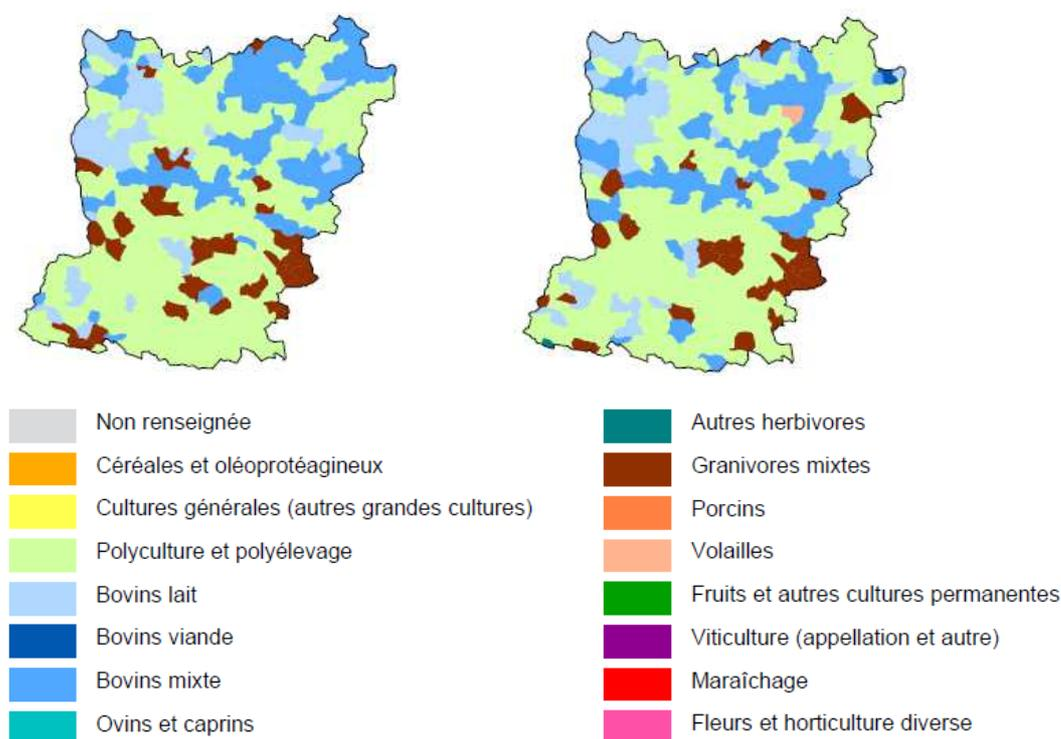 Non renseignée
Céréales et oléoprotéagineux
Cultures générales (autres grandes cultures)
Polyculture et polyélevage
Bovins lait
Bovins viande
Bovins mixte
Ovins et caprins
Autres herbivores
Granivores mixtes
Porcins
Volailles
Fruits et autres cultures permanentes
Viticulture (appellation et autre)
Maraîchage
Fleurs et horticulture diverse